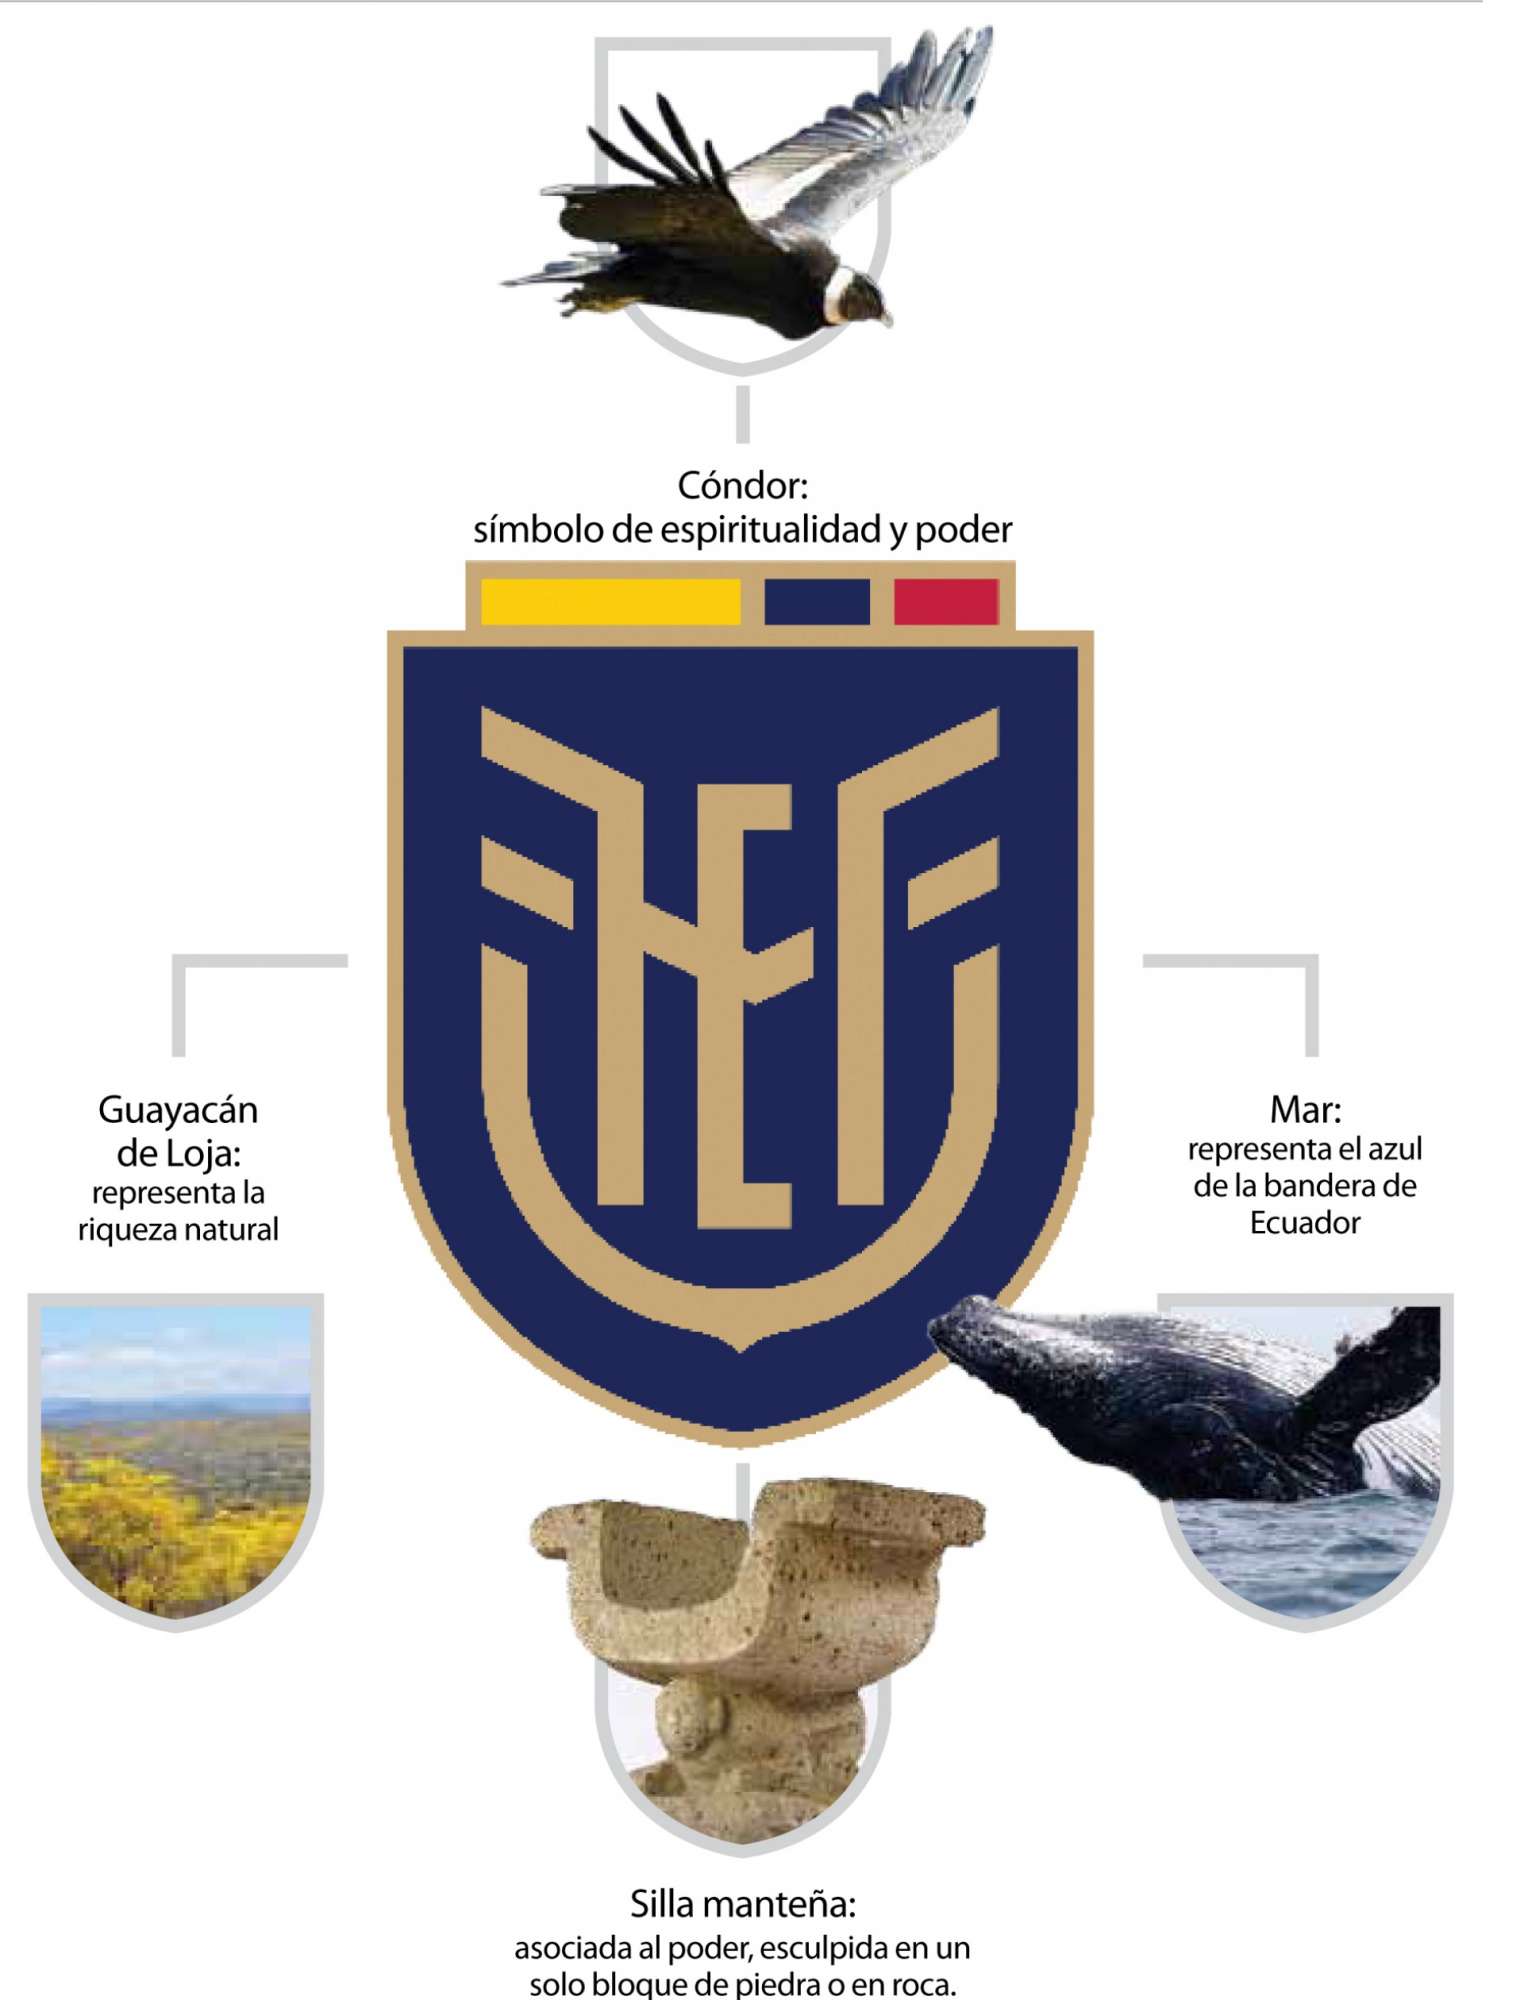 Cóndor:
símbolo de espiritualidad y poder
Guayacán
de Loja:
representa la
riqueza natural
Mar:
representa el azul
de la bandera de
Ecuador
Silla manteña:
asociada al poder, esculpida en un
solo bloque de piedra o en roca.